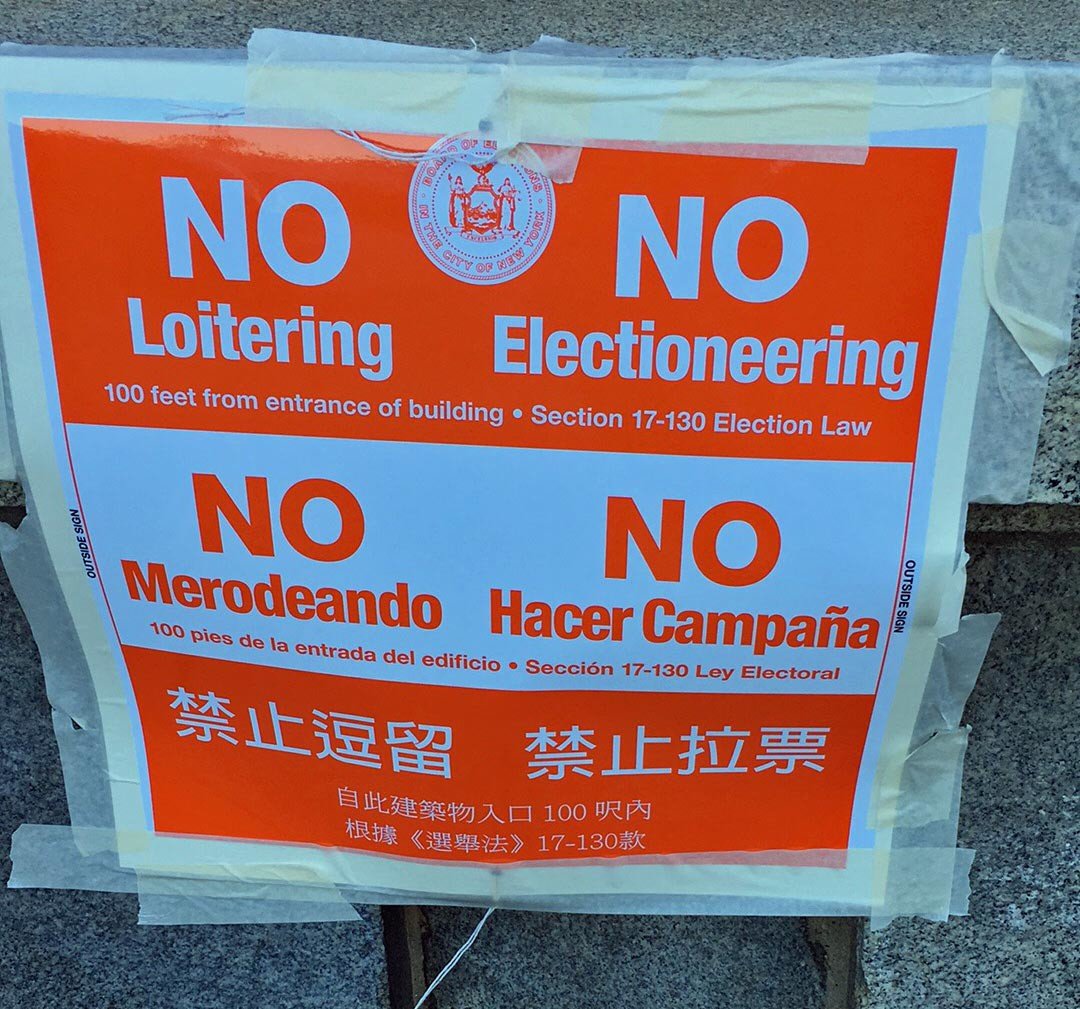 BOARD OF ELECTIONS
IN THE CITY OF NEW YORK
EXCELSIOR
NO NO
Loitering Electioneering
100 feet from entrance of building • Section 17-130 Election Law
NO NO
Merodeando Hacer Campaña
100 pies de la entrada del edificio • Sección 17-130 Ley Electoral
OUTSIDE SIGN
OUTSIDE SIGN
禁止逗留 禁止拉票
自此建築物入口 100 呎內
根據《選舉法》17-130款